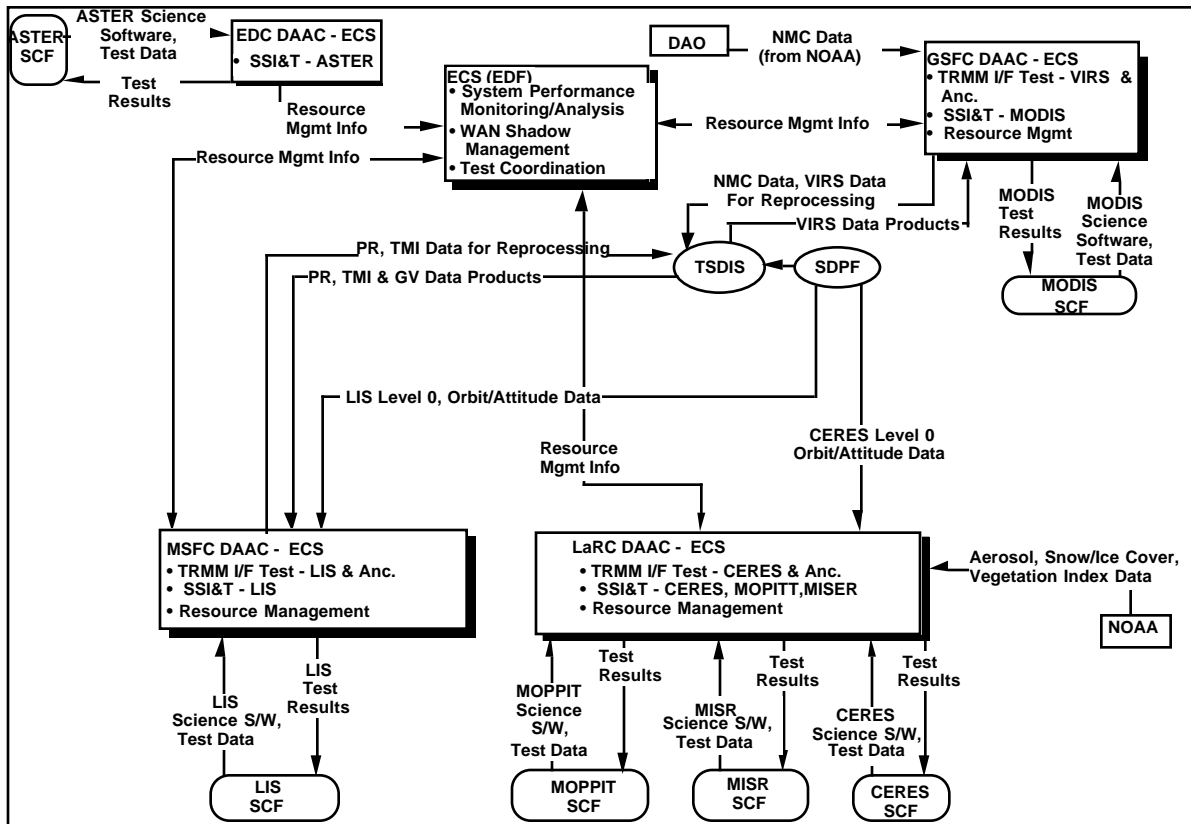 ASTER Science
Software,
Test Data
ASTER
SCF
Test
Results
EDC DAAC - ECS
• SSI&T - ASTER
Resource
Mgmt Info
Resource Mgmt Info
ECS (EDF)
• System Performance
Monitoring/Analysis
• WAN Shadow
Management
• Test Coordination
DAO
NMC Data
(from NOAA)
Resource Mgmt Info
GSFC DAAC - ECS
• TRMM I/F Test - VIRS &
Anc.
• SSI&T - MODIS
• Resource Mgmt
NMC Data, VIRS Data
For Reprocessing
VIRS Data Products
MODIS
Test
Results
MODIS
Science
Software,
Test Data
MODIS
SCF
PR, TMI Data for Reprocessing
PR, TMI & GV Data Products
TSDIS
SDPF
LIS Level 0, Orbit/Attitude Data
Resource
Mgmt Info
CERES Level 0
Orbit/Attitude Data
MSFC DAAC - ECS
• TRMM I/F Test - LIS & Anc.
• SSI&T - LIS
• Resource Management
LaRC DAAC - ECS
• TRMM I/F Test - CERES & Anc.
• SSI&T - CERES, MOPITT,MISER
• Resource Management
Aerosol, Snow/Ice Cover,
Vegetation Index Data
NOAA
LIS
Science S/W,
Test Data
LIS
Test
Results
LIS
SCF
MOPPIT
Science
S/W,
Test Data
Test
Results
MOPPIT
SCF
MISR
Science S/W,
Test Data
Test
Results
MISR
SCF
CERES
Science S/W,
Test Data
Test
Results
CERES
SCF